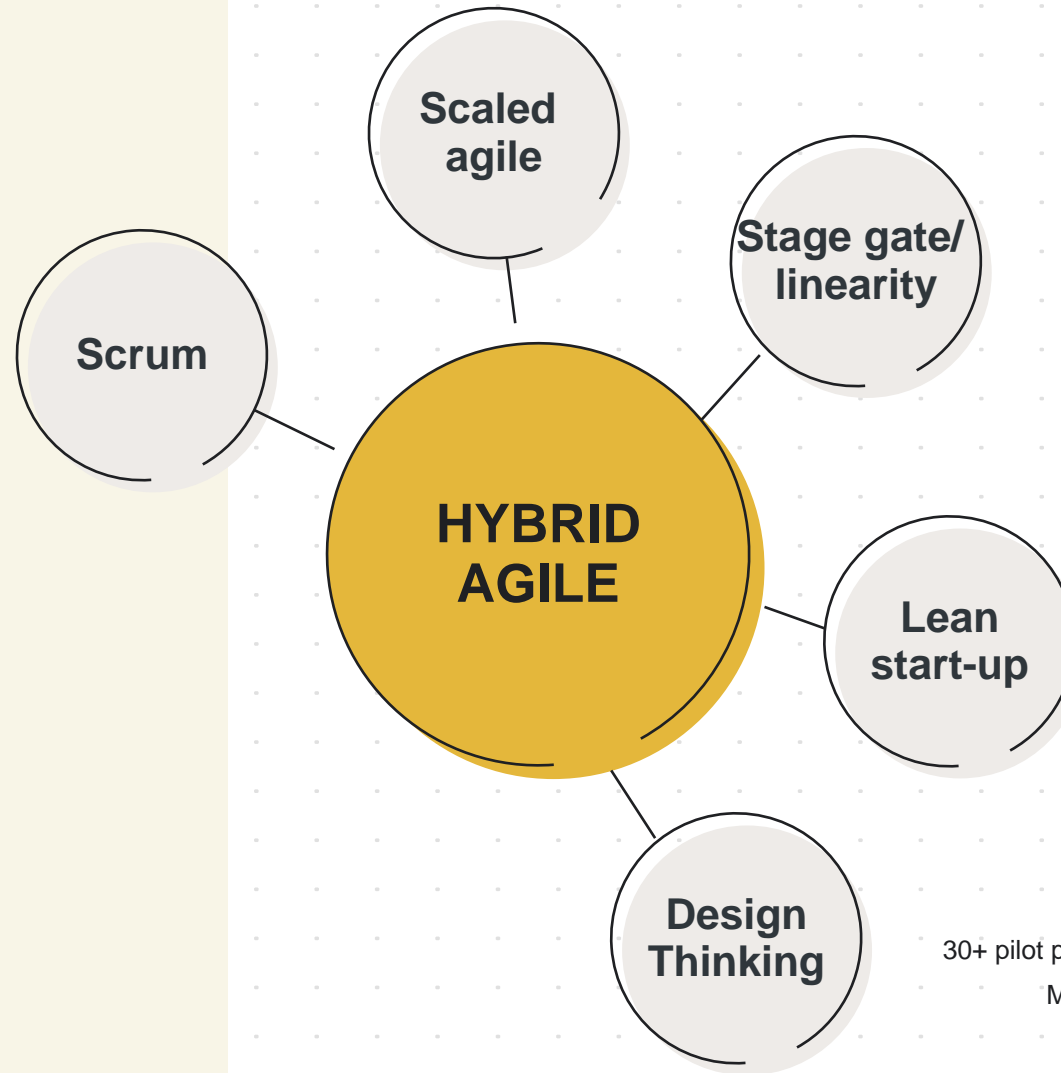 Scaled
agile
Stage gate/
linearity
Scrum
HYBRID
AGILE
Lean
start-up
Design
Thinking
30+ pilot p
M